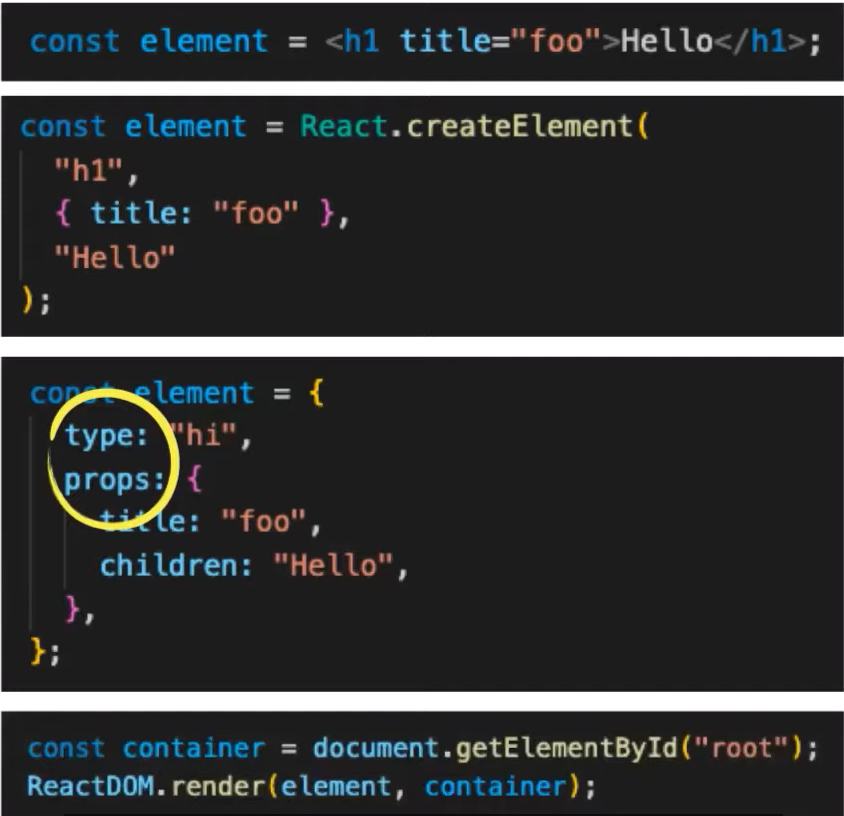 const element = <h1 title="foo">Hello</h1>;
const element = React.createElement(
"h1",
{ title: "foo" },
"Hello"
);
const element = {
type: "hi",
props: {
title: "foo",
children: "Hello",
},
};
const container = document.getElementById("root");
ReactDOM.render(element, container);